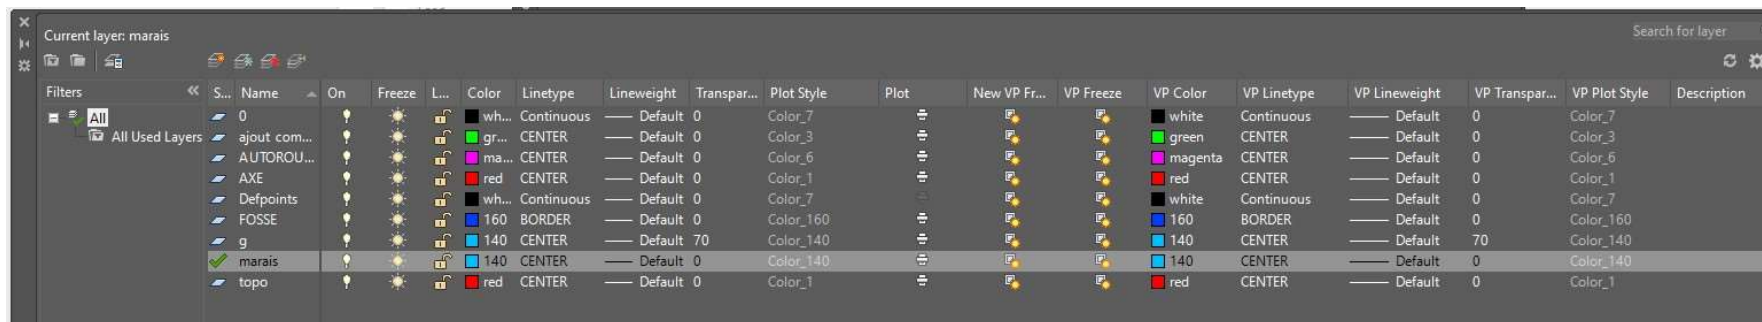 Current layer: marais
Search for layer
Filters S... Name On Freeze L... Color Linetype Lineweight Transpar... Plot Style Plot New VP Fr... VP Freeze VP Color VP Linetype VP Lineweight VP Transpar... VP Plot Style Description
All 0 wh... Continuous Default 0 Color_7 white Continuous Default 0 Color_7
All Used Layers ajout com... gr... CENTER Default 0 Color_3 green CENTER Default 0 Color_3
AUTOROU... ma... CENTER Default 0 Color_6 magenta CENTER Default 0 Color_6
AXE red CENTER Default 0 Color_1 red CENTER Default 0 Color_1
Defpoints wh... Continuous Default 0 Color_7 white Continuous Default 0 Color_7
FOSSE 160 BORDER Default 0 Color_160 160 BORDER Default 0 Color_160
g 140 CENTER Default 70 Color_140 140 CENTER Default 70 Color_140
marais 140 CENTER Default 0 Color_140 140 CENTER Default 0 Color_140
topo red CENTER Default 0 Color_1 red CENTER Default 0 Color_1